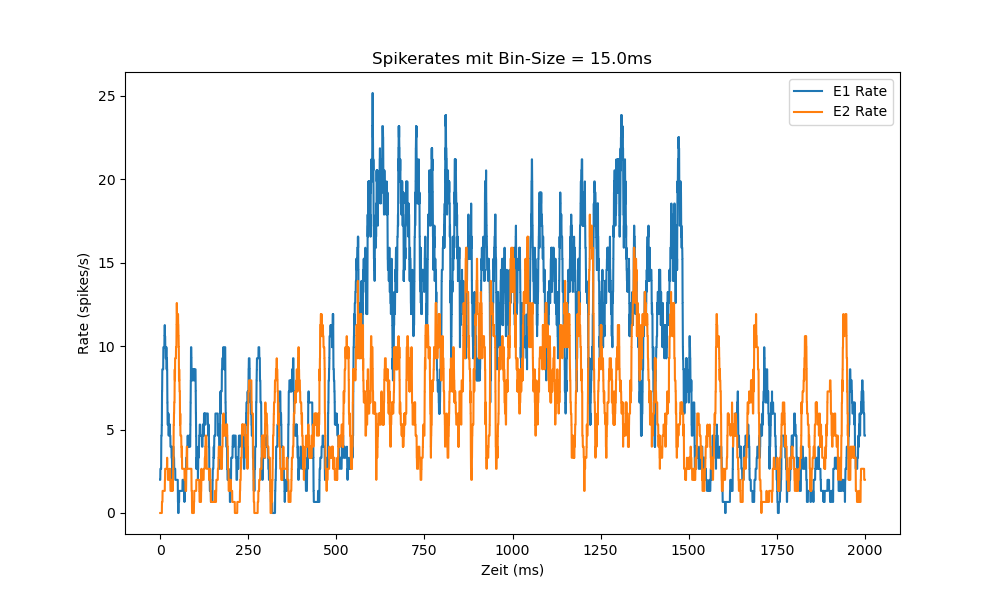 Spikerates mit Bin-Size = 15.0ms
E1 Rate
E2 Rate
25
20
15
10
5
0
Rate (spikes/s)
0 250 500 750 1000 1250 1500 1750 2000
Zeit (ms)